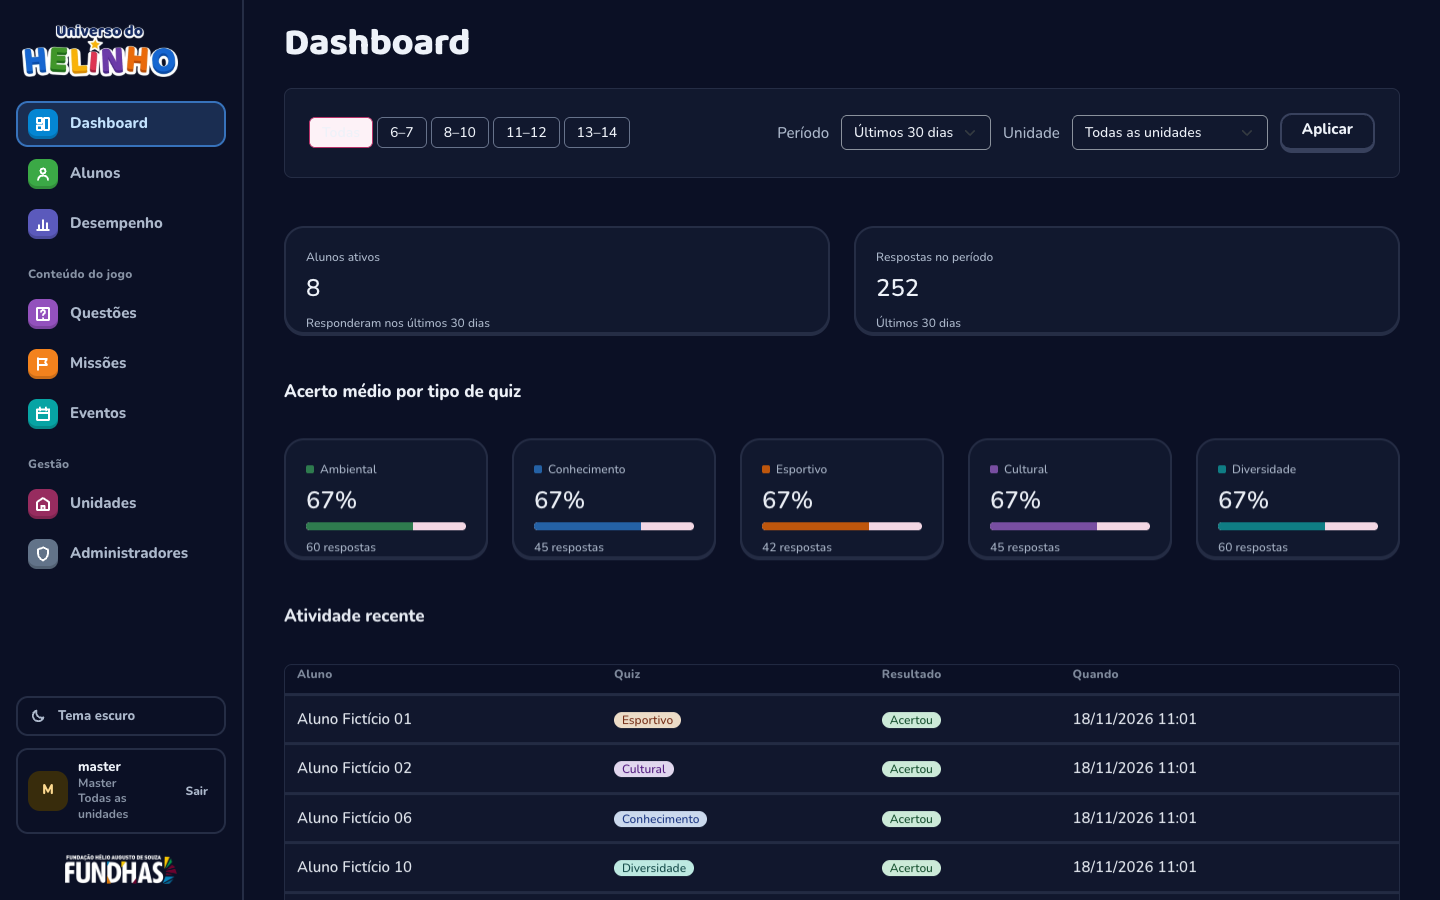 Universo do
HELINHO
Dashboard
Alunos
Desempenho
Conteúdo do jogo
Questões
Missões
Eventos
Gestão
Unidades
Administradores
Tema escuro
M
master
Master
Todas as
unidades
Sair
FUNDAÇÃO HÉLIO AUGUSTO DE SOUZA
FUNDHAS
Dashboard
6–7
8–10
11–12
13–14
Período
Últimos 30 dias
Unidade
Todas as unidades
Aplicar
Alunos ativos
8
Responderam nos últimos 30 dias
Respostas no período
252
Últimos 30 dias
Acerto médio por tipo de quiz
Ambiental
67%
60 respostas
Conhecimento
67%
45 respostas
Esportivo
67%
42 respostas
Cultural
67%
45 respostas
Diversidade
67%
60 respostas
Atividade recente
Aluno Quiz Resultado Quando
Aluno Fictício 01 Esportivo Acertou 18/11/2026 11:01
Aluno Fictício 02 Cultural Acertou 18/11/2026 11:01
Aluno Fictício 06 Conhecimento Acertou 18/11/2026 11:01
Aluno Fictício 10 Diversidade Acertou 18/11/2026 11:01